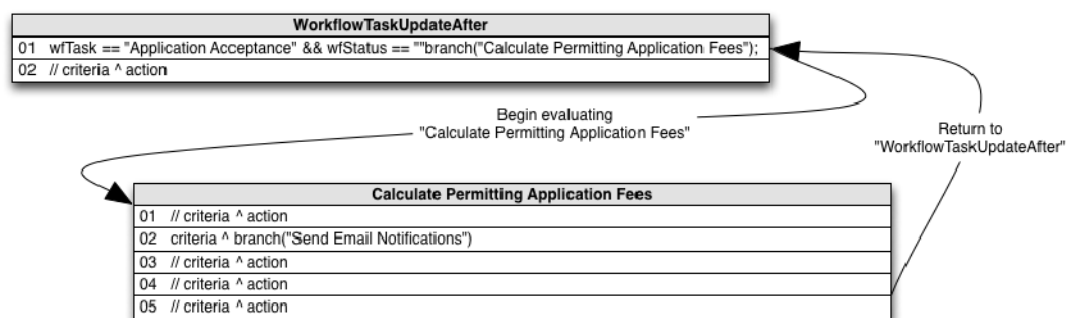 WorkflowTaskUpdateAfter
01 wfTask == "Application Acceptance" && wfStatus == ""branch("Calculate Permitting Application Fees");
02 // criteria ^ action
Begin evaluating
"Calculate Permitting Application Fees"
Return to
"WorkflowTaskUpdateAfter"
Calculate Permitting Application Fees
01 // criteria ^ action
02 criteria ^ branch("Send Email Notifications")
03 // criteria ^ action
04 // criteria ^ action
05 // criteria ^ action